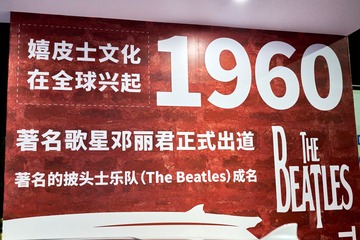 嬉皮士文化
在全球兴起
1960
著名歌星邓丽君正式出道
著名的披头士乐队(The Beatles)成名
THE
BEATLES